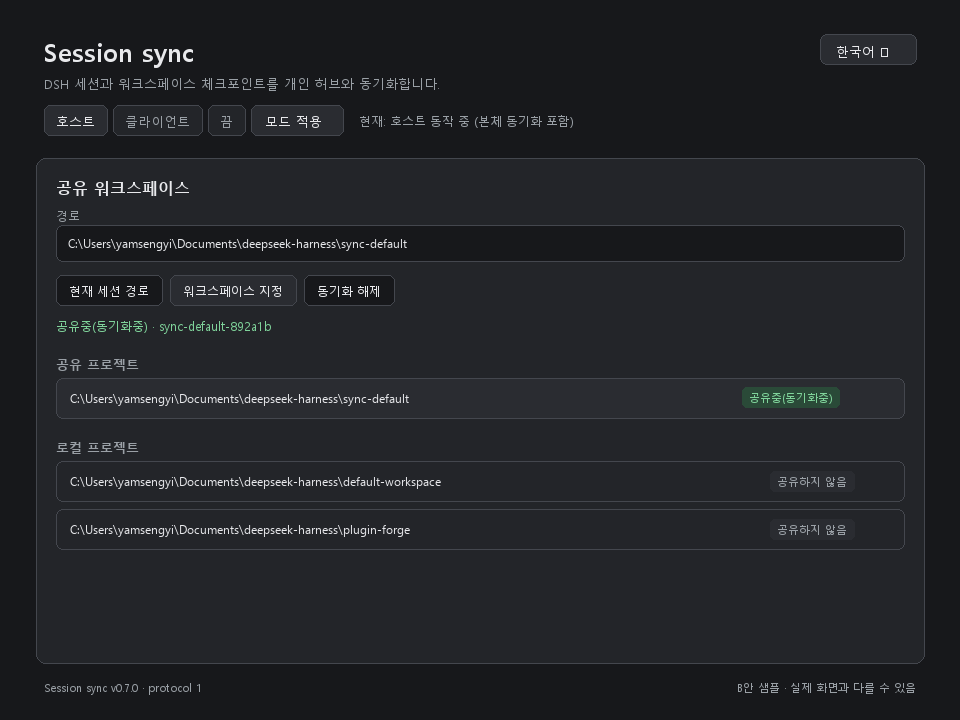 Session sync
한국어
DSH 세션과 워크스페이스 체크포인트를 개인 허브와 동기화합니다.
호스트 클라이언트 끔 모드 적용 현재: 호스트 동작 중 (본체 동기화 포함)
공유 워크스페이스
경로
C:\Users\yamsengyi\Documents\deepseek-harness\sync-default
현재 세션 경로 워크스페이스 지정 동기화 해제
공유중(동기화중) · sync-default-892a1b
공유 프로젝트
C:\Users\yamsengyi\Documents\deepseek-harness\sync-default 공유중(동기화중)
로컬 프로젝트
C:\Users\yamsengyi\Documents\deepseek-harness\default-workspace 공유하지 않음
C:\Users\yamsengyi\Documents\deepseek-harness\plugin-forge 공유하지 않음
Session sync v0.7.0 · protocol 1
B안 샘플 · 실제 화면과 다를 수 있음